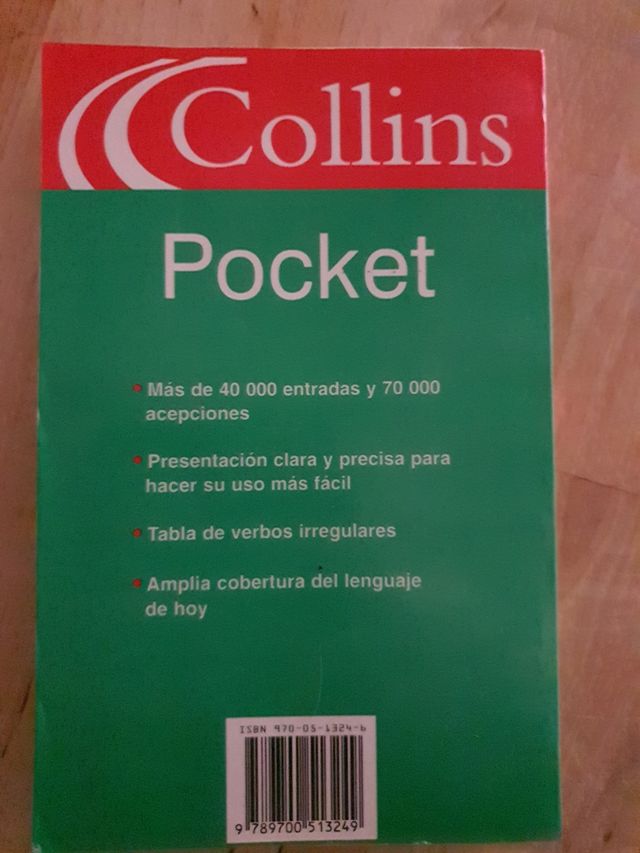 Collins
Pocket
• Más de 40 000 entradas y 70 000
acepciones
• Presentación clara y precisa para
hacer su uso más fácil
• Tabla de verbos irregulares
• Amplia cobertura del lenguaje
de hoy
ISBN 970-05-1324-6
9 789700 513249